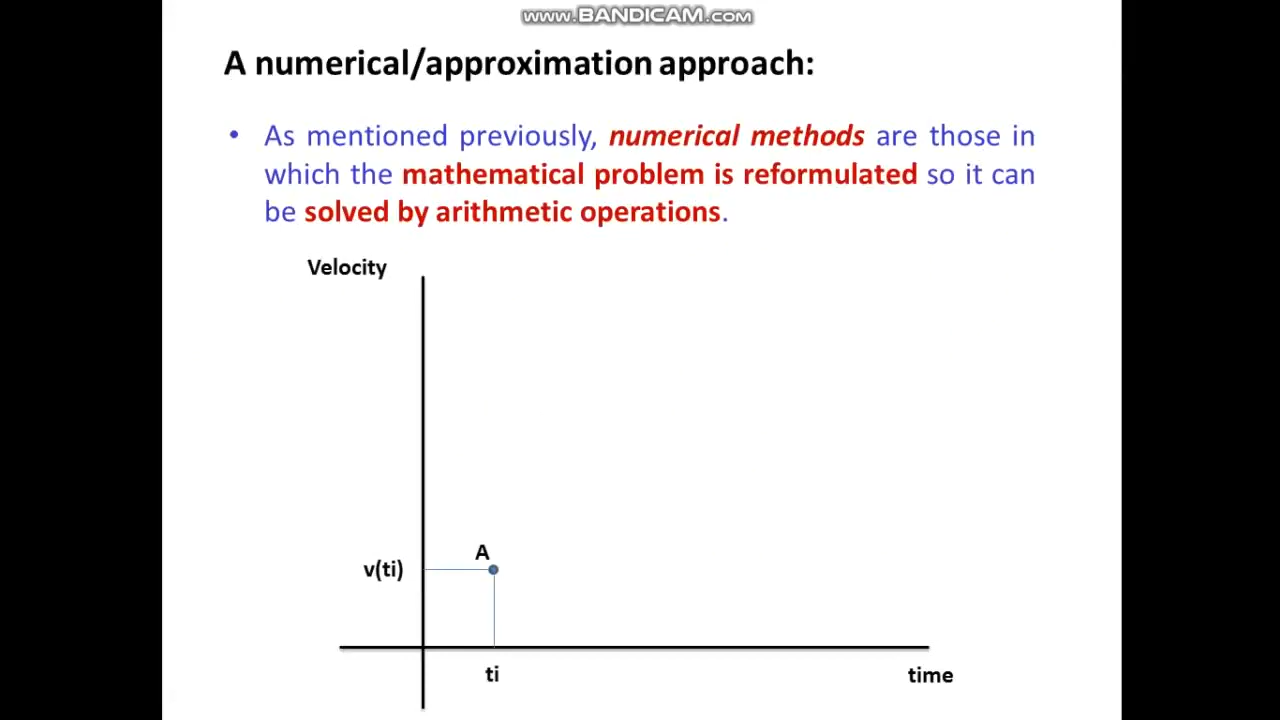 www.BANDICAM.com
A numerical/approximation approach:
• As mentioned previously, numerical methods are those in
which the mathematical problem is reformulated so it can
be solved by arithmetic operations.
Velocity
A
v(ti)
ti
time